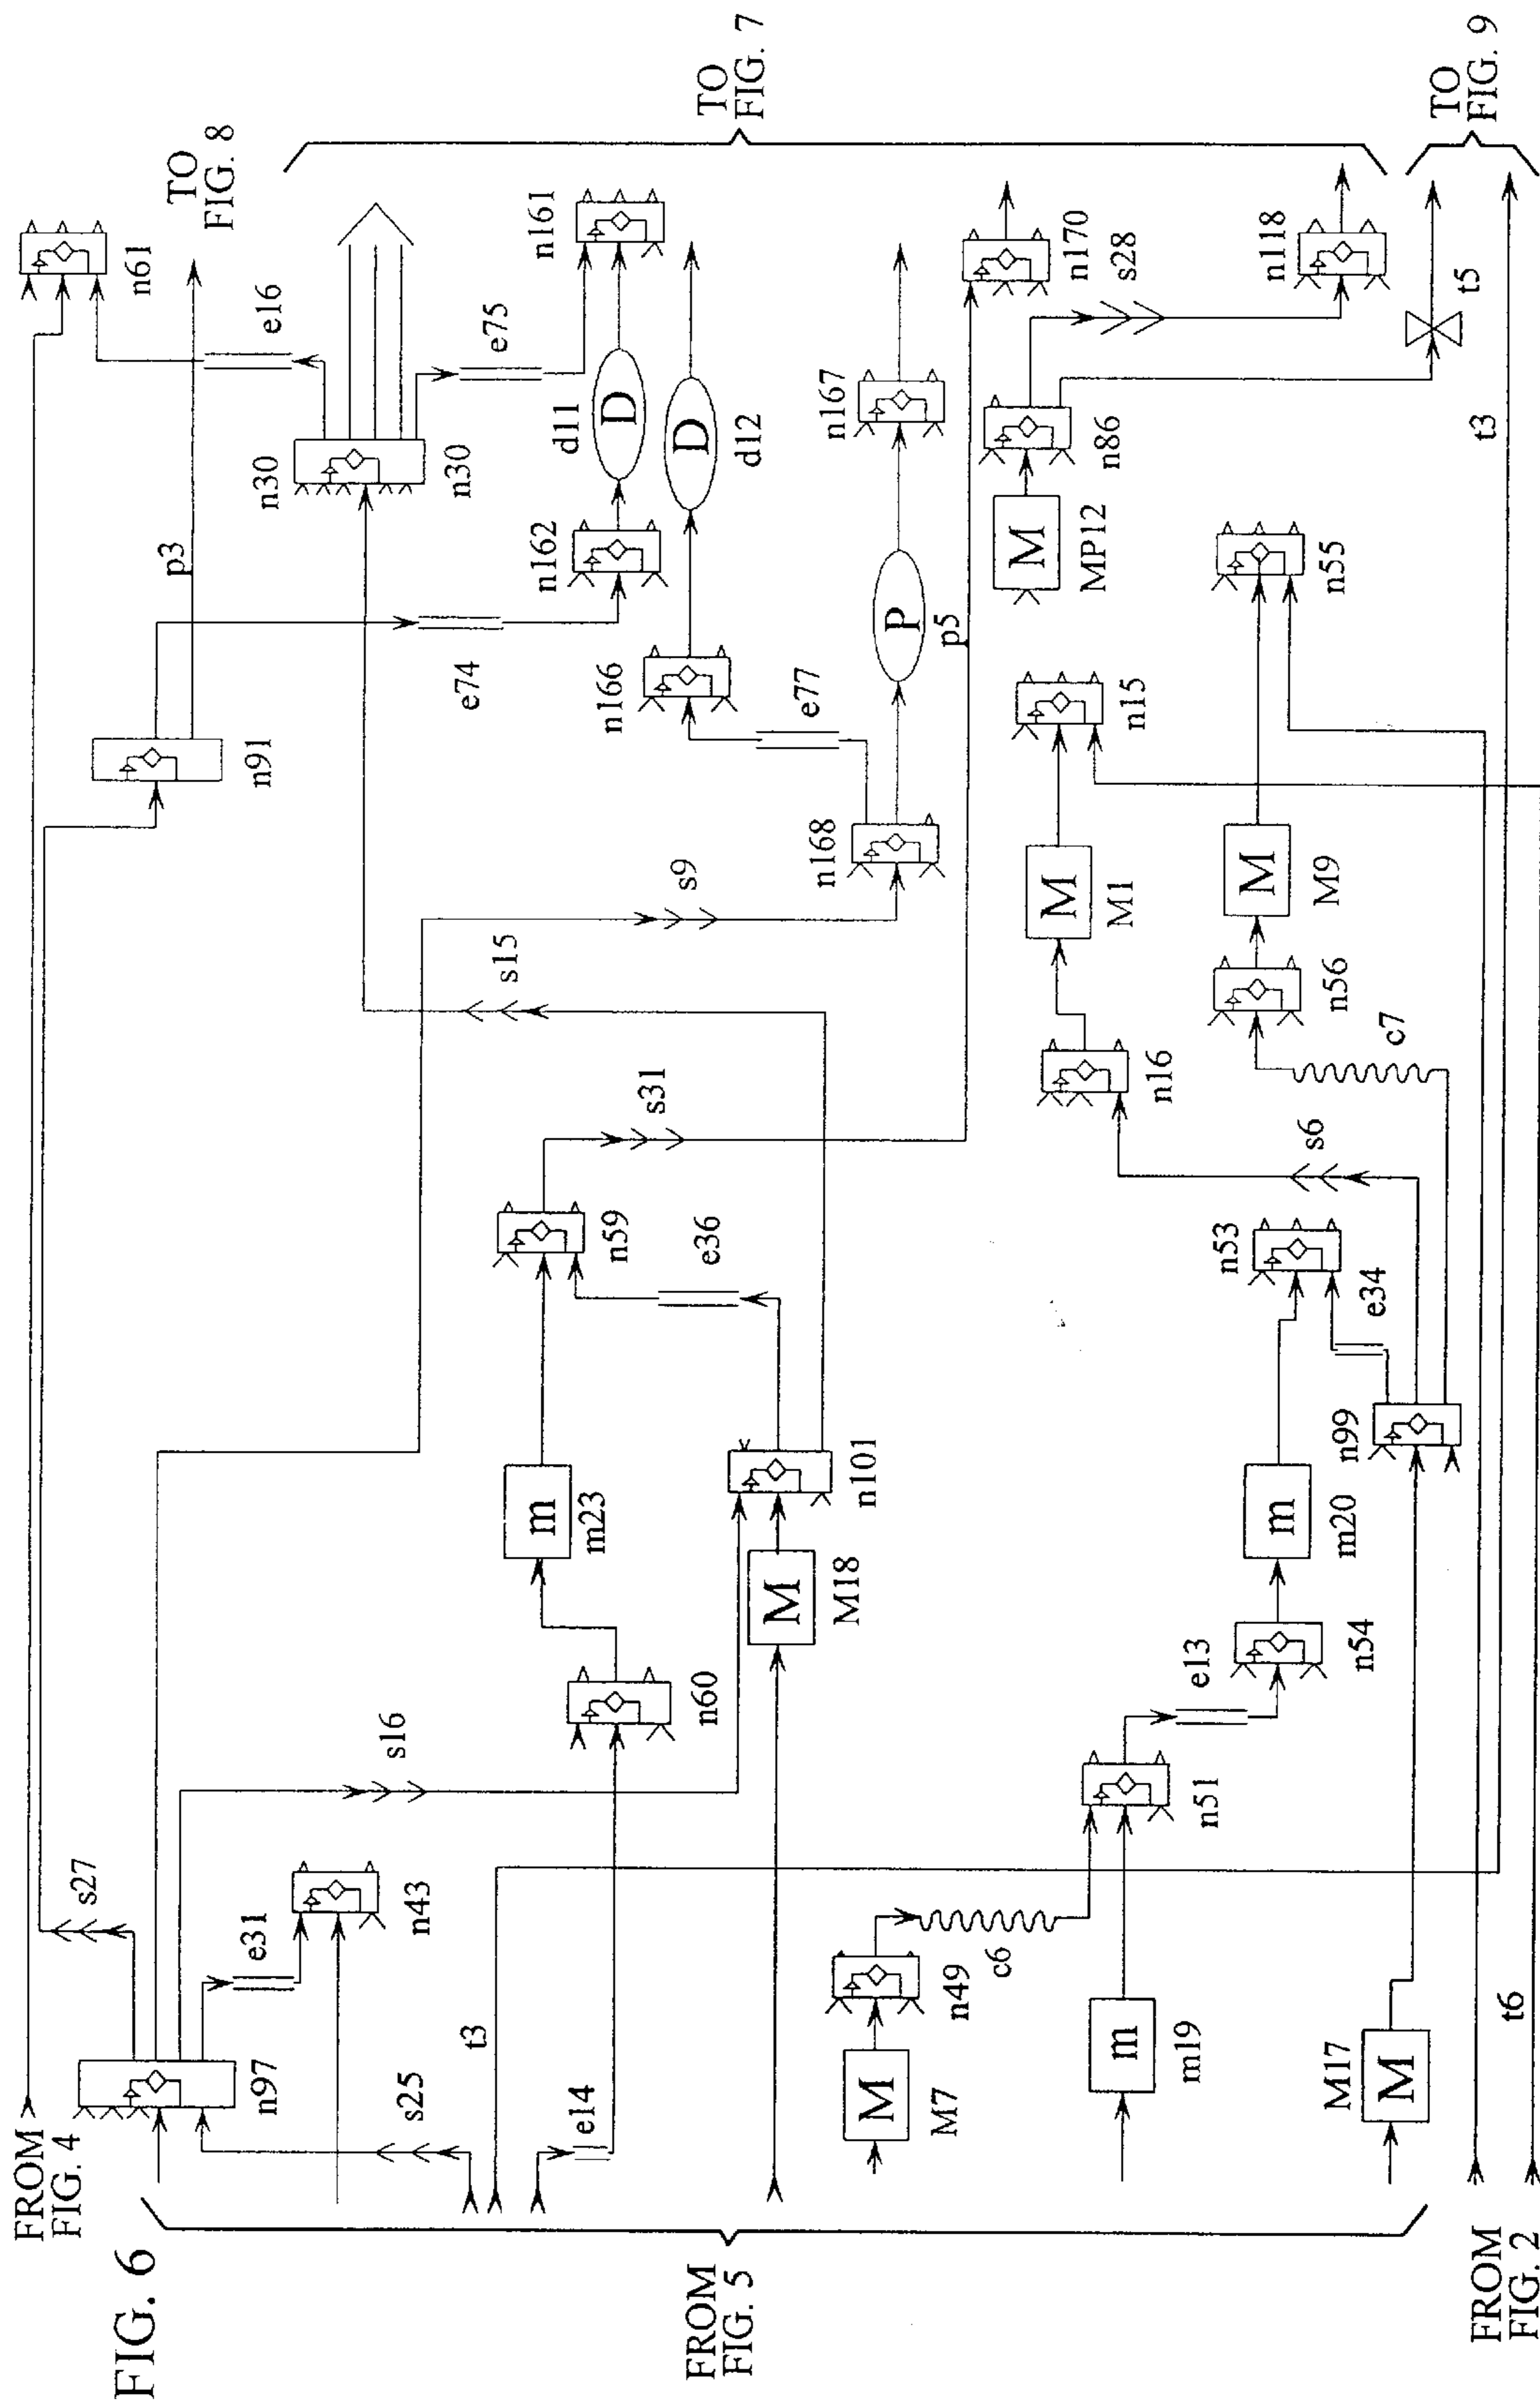 FIG. 6
FROM
FIG. 4
FROM
FIG. 5
FROM
FIG. 2
TO
FIG. 8
TO
FIG. 7
TO
FIG. 9
n97
s27
e31
n43
s25
s16
t3
e14
n60
m
m23
M
M18
n101
e36
n59
s31
s15
s9
n91
p3
e74
n61
e16
n30
n30
e75
n162
D
d11
n161
n166
D
d12
e77
n168
P
n167
p5
n170
M
MP12
n86
s28
n118
t5
t3
M
M7
n49
c6
m
m19
n51
e13
n54
m
m20
n53
e34
n99
M17
M
s6
n16
M
M1
n15
c7
n56
M
M9
n55
t6